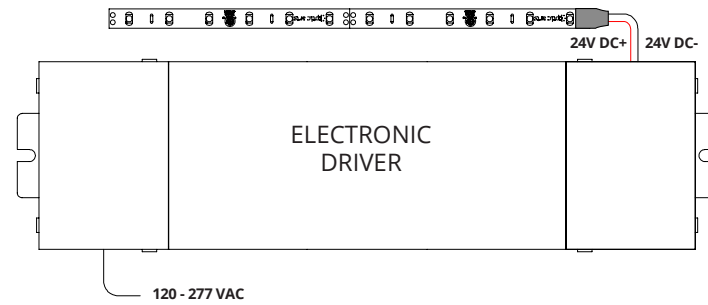 24V DC+ 24V DC-
ELECTRONIC
DRIVER
120 - 277 VAC